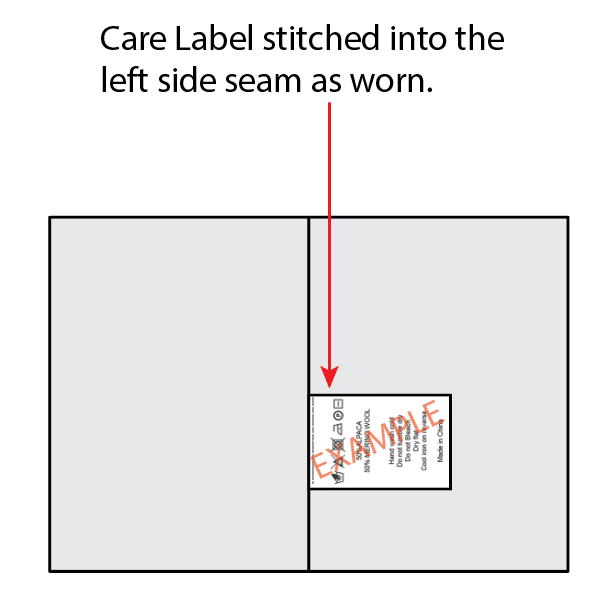 Care Label stitched into the
left side seam as worn.
50% ALPACA
50% MERINO WOOL
Hand wash cold
Do not tumble dry
Do not Bleach
Dry flat
Cool iron on reverse
Made in China
EXAMPLE